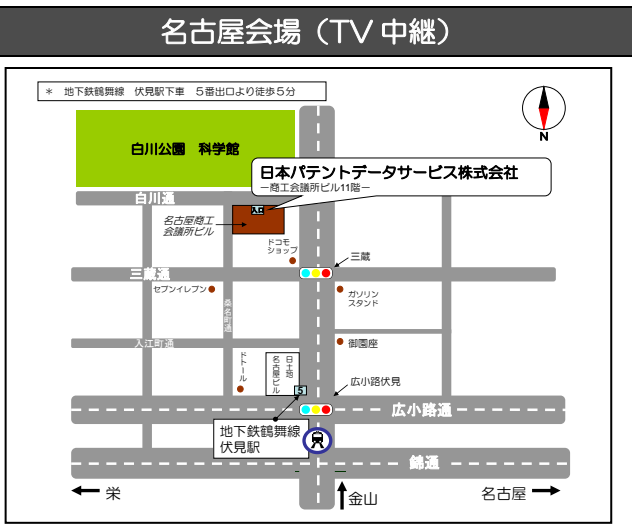 名古屋会場（TV中継）
＊ 地下鉄鶴舞線 伏見駅下車 5番出口より徒歩5分
N
白川公園 科学館
日本パテントデータサービス株式会社
ー商工会議所ビル11階ー
白川通
入口
名古屋商工
会議所ビル
ドコモ
ショップ
三蔵
三蔵通
セブンイレブン
ガソリン
スタンド
桑名町通
入江町通
御園座
ドトール
日土地
名古屋ビル
5
広小路伏見
広小路通
地下鉄鶴舞線
伏見駅
錦通
栄
金山
名古屋